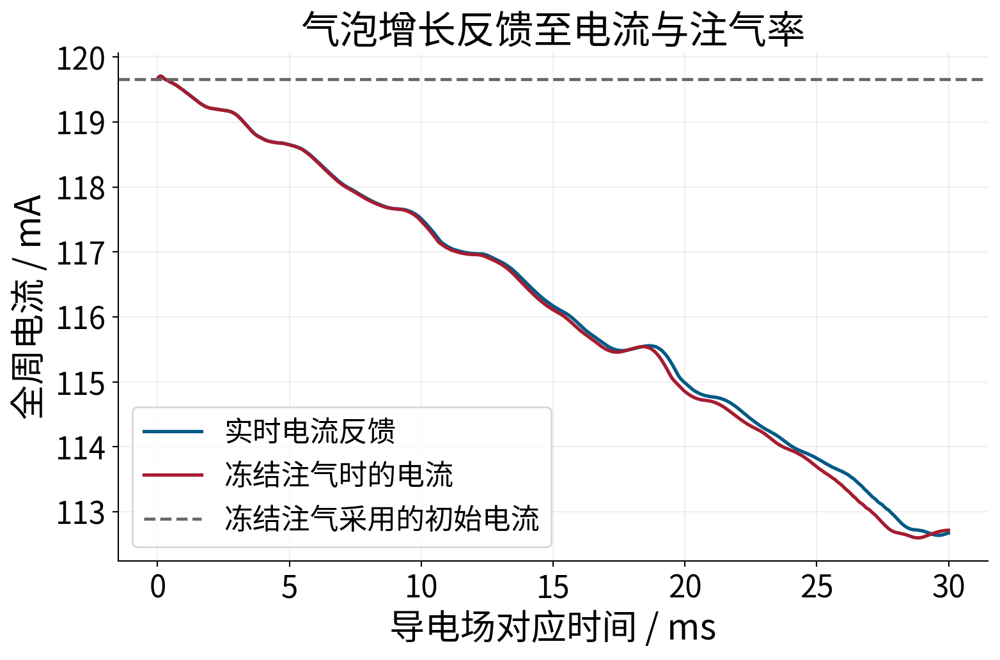 气泡增长反馈至电流与注气率
全周电流 / mA
120
119
118
117
116
115
114
113
实时电流反馈
冻结注气时的电流
冻结注气采用的初始电流
0 5 10 15 20 25 30
导电场对应时间 / ms